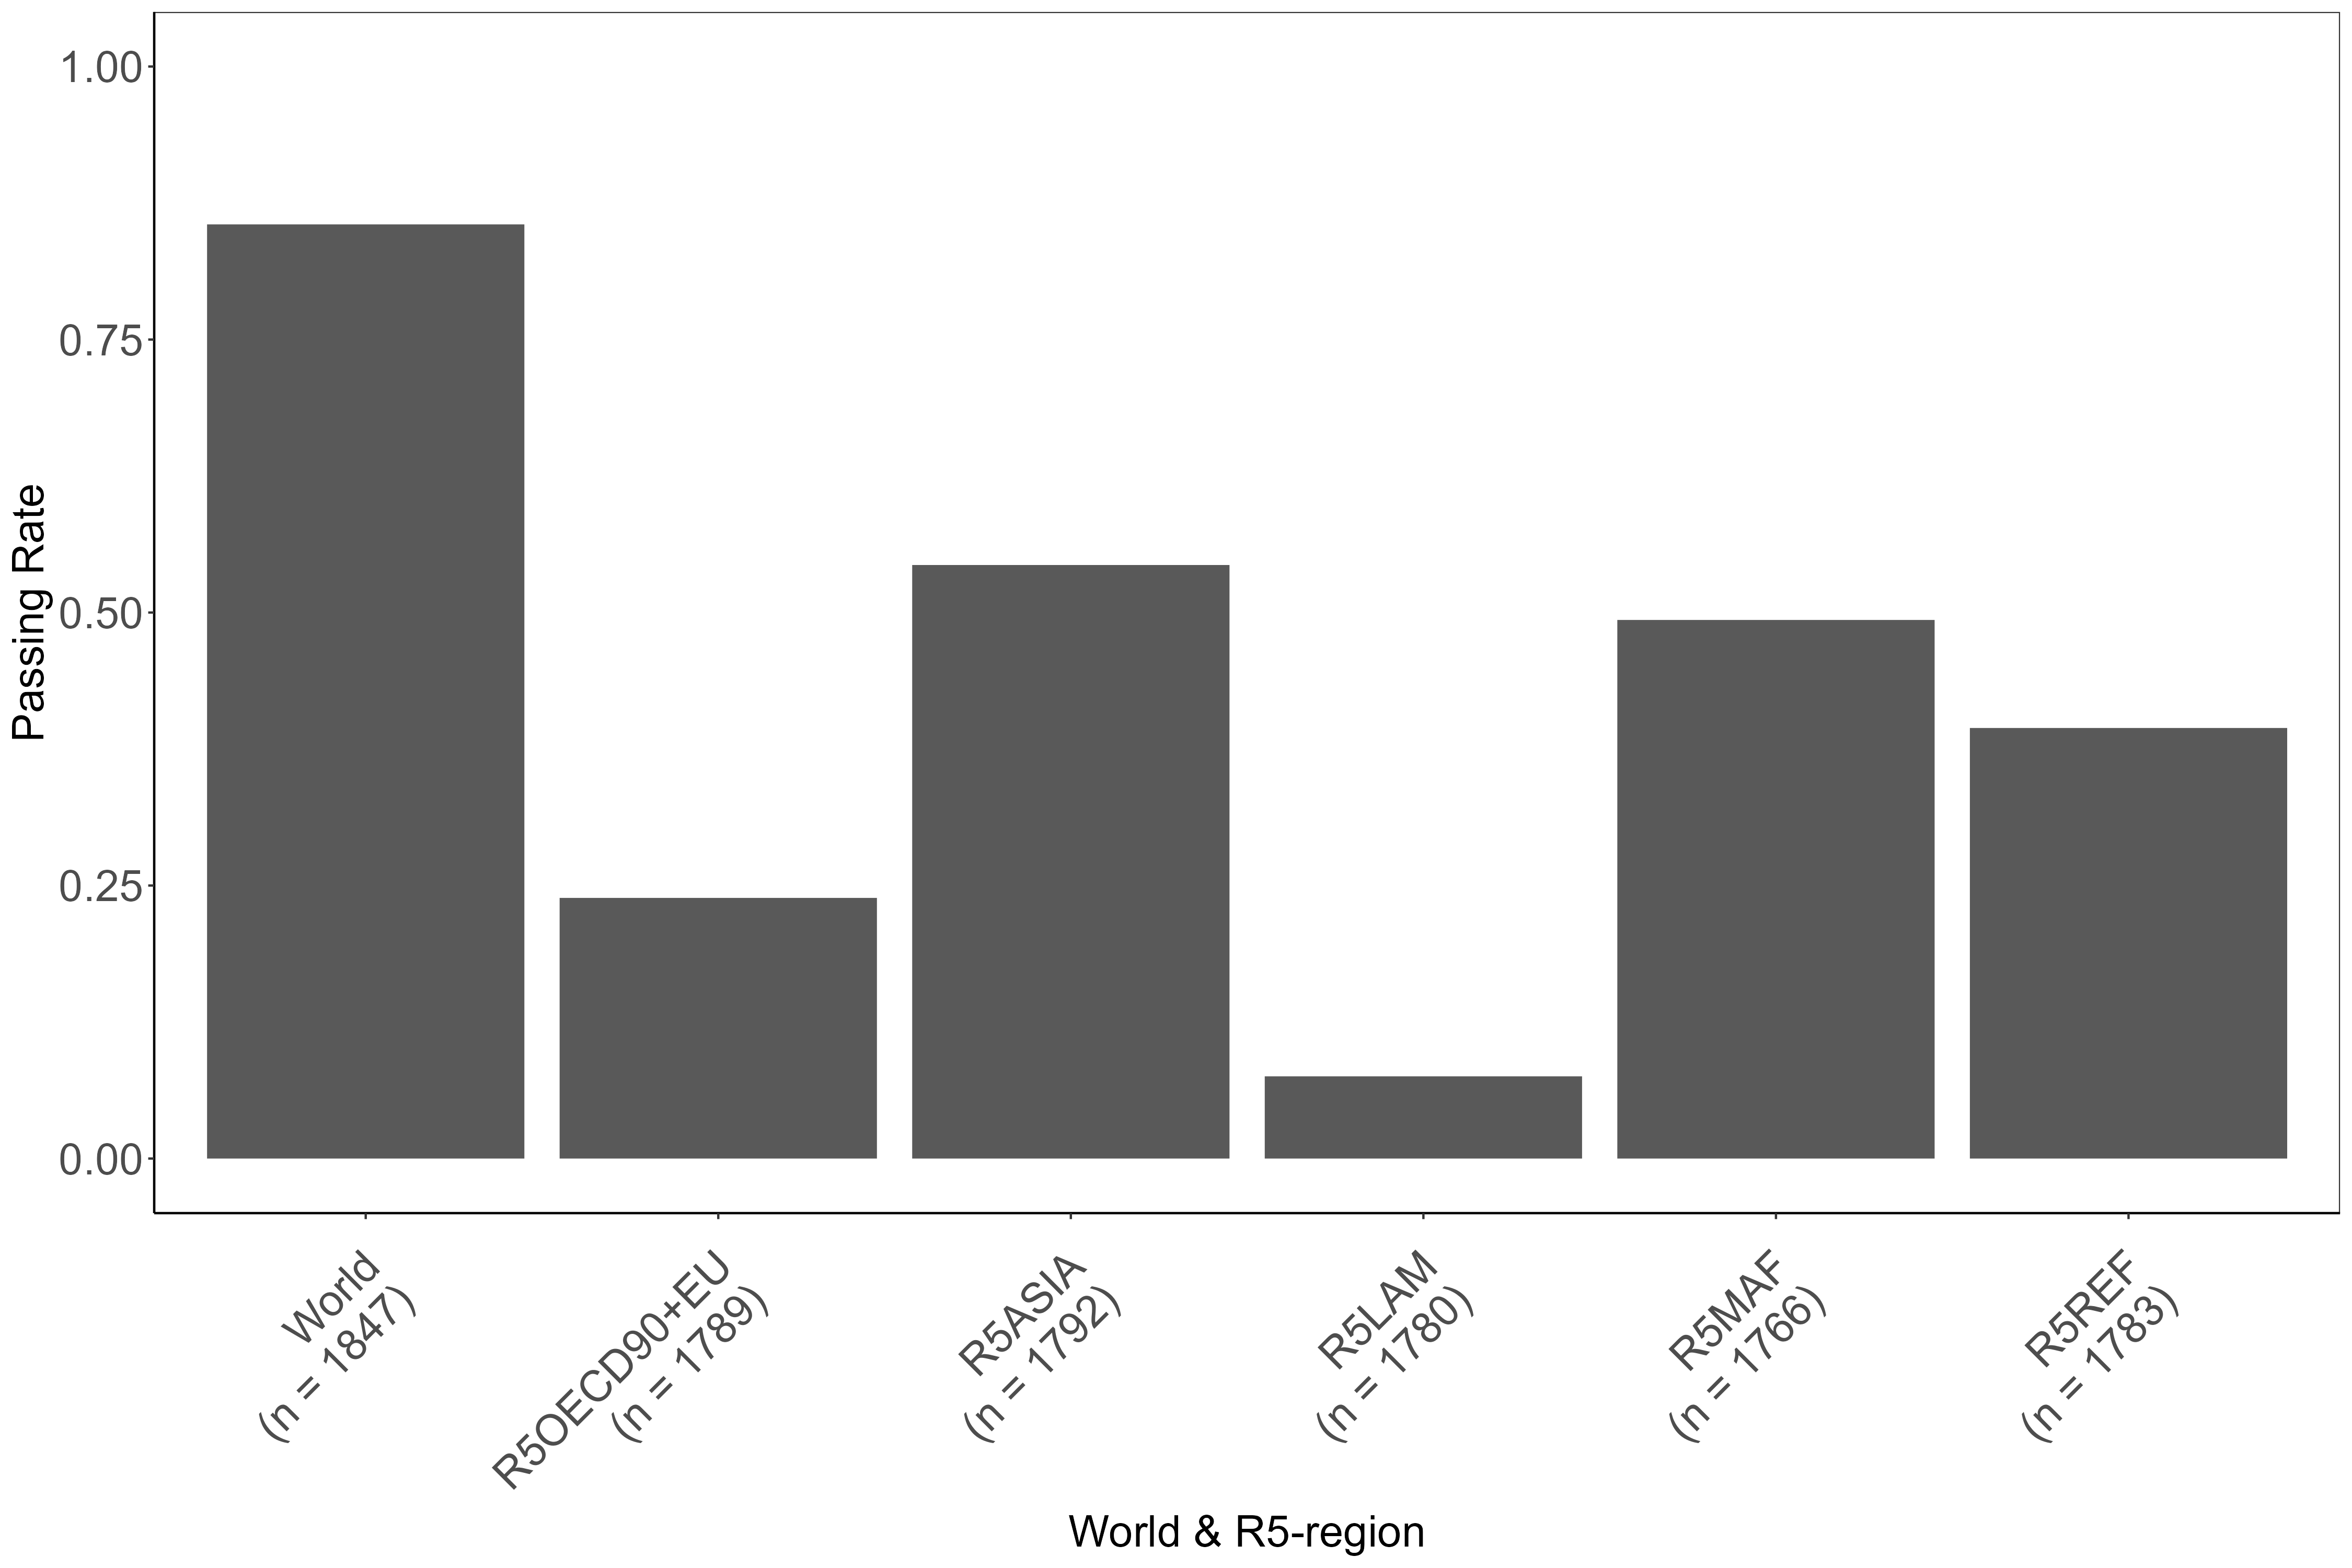 1.00
0.75
0.50
0.25
0.00
Passing Rate
World
(n = 1847)
R5OECD90+EU
(n = 1789)
R5ASIA
(n = 1792)
R5LAM
(n = 1780)
R5MAF
(n = 1766)
R5REF
(n = 1783)
World & R5-region